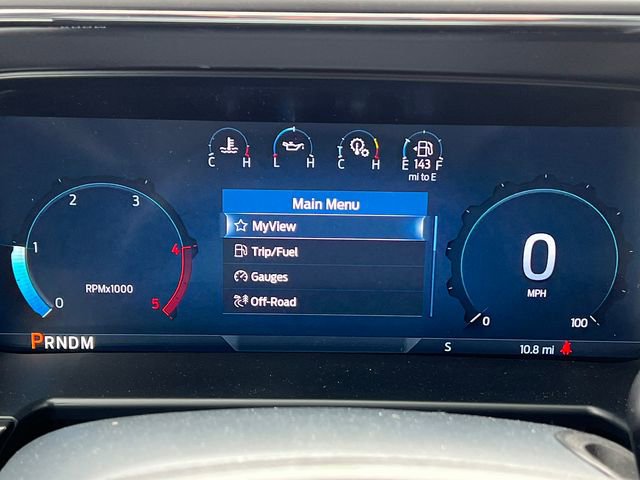 C H L H C H E 143 F
mi to E
Main Menu
MyView
Trip/Fuel
Gauges
Off-Road
0 1 2 3 4 5
RPMx1000
0
MPH
0 100
PRNDM
S 10.8 mi